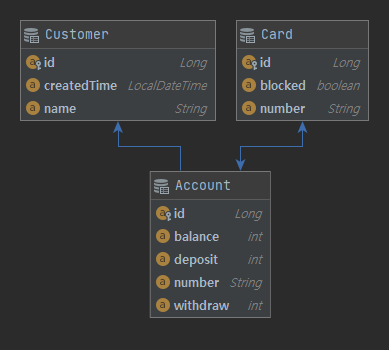 Customer
id Long
createdTime LocalDateTime
name String
Card
id Long
blocked boolean
number String
Account
id Long
balance int
deposit int
number String
withdraw int